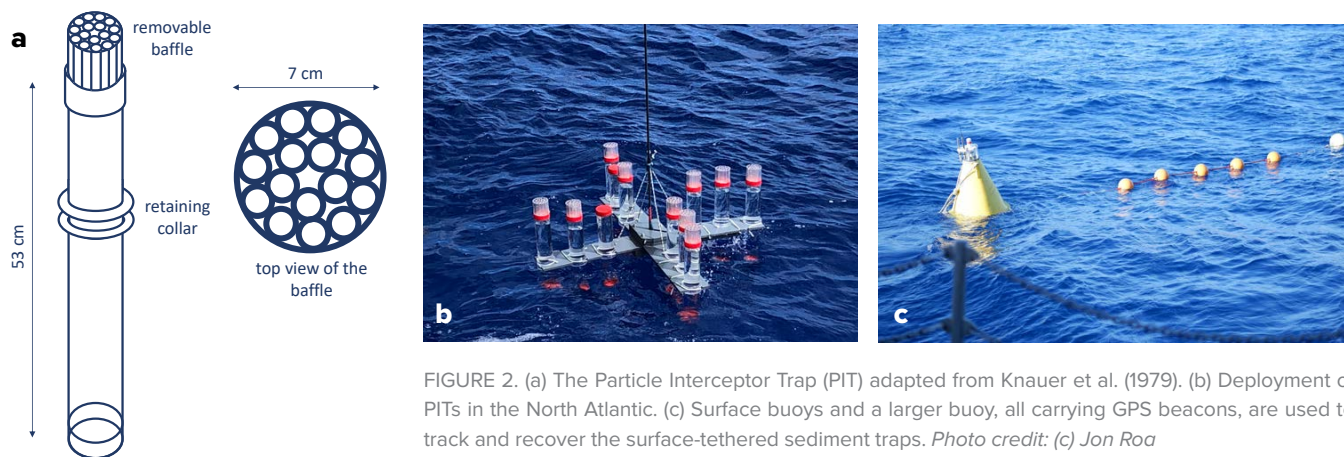 a
removable
baffle
7 cm
53 cm
retaining
collar
top view of the
baffle
b
c
FIGURE 2. (a) The Particle Interceptor Trap (PIT) adapted from Knauer et al. (1979). (b) Deployment
PITs in the North Atlantic. (c) Surface buoys and a larger buoy, all carrying GPS beacons, are used
track and recover the surface-tethered sediment traps. Photo credit: (c) Jon Roa